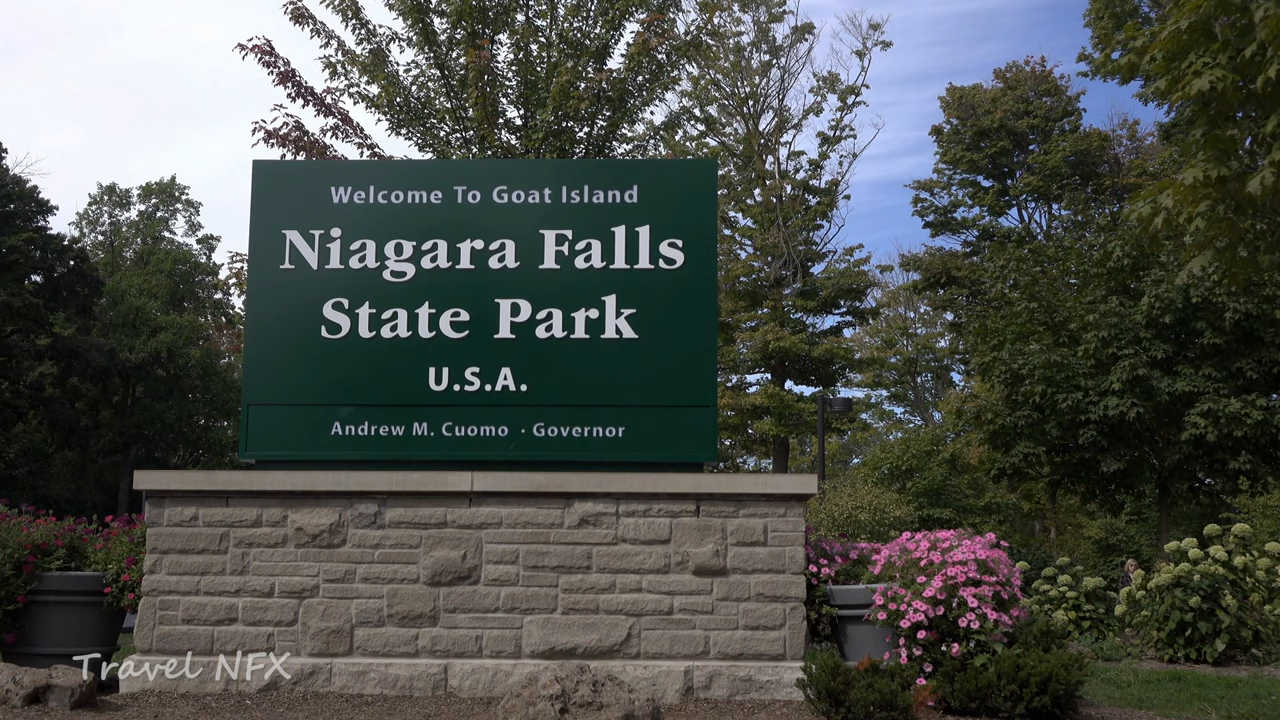 Welcome To Goat Island
Niagara Falls
State Park
U.S.A.
Andrew M. Cuomo · Governor
Travel NFX